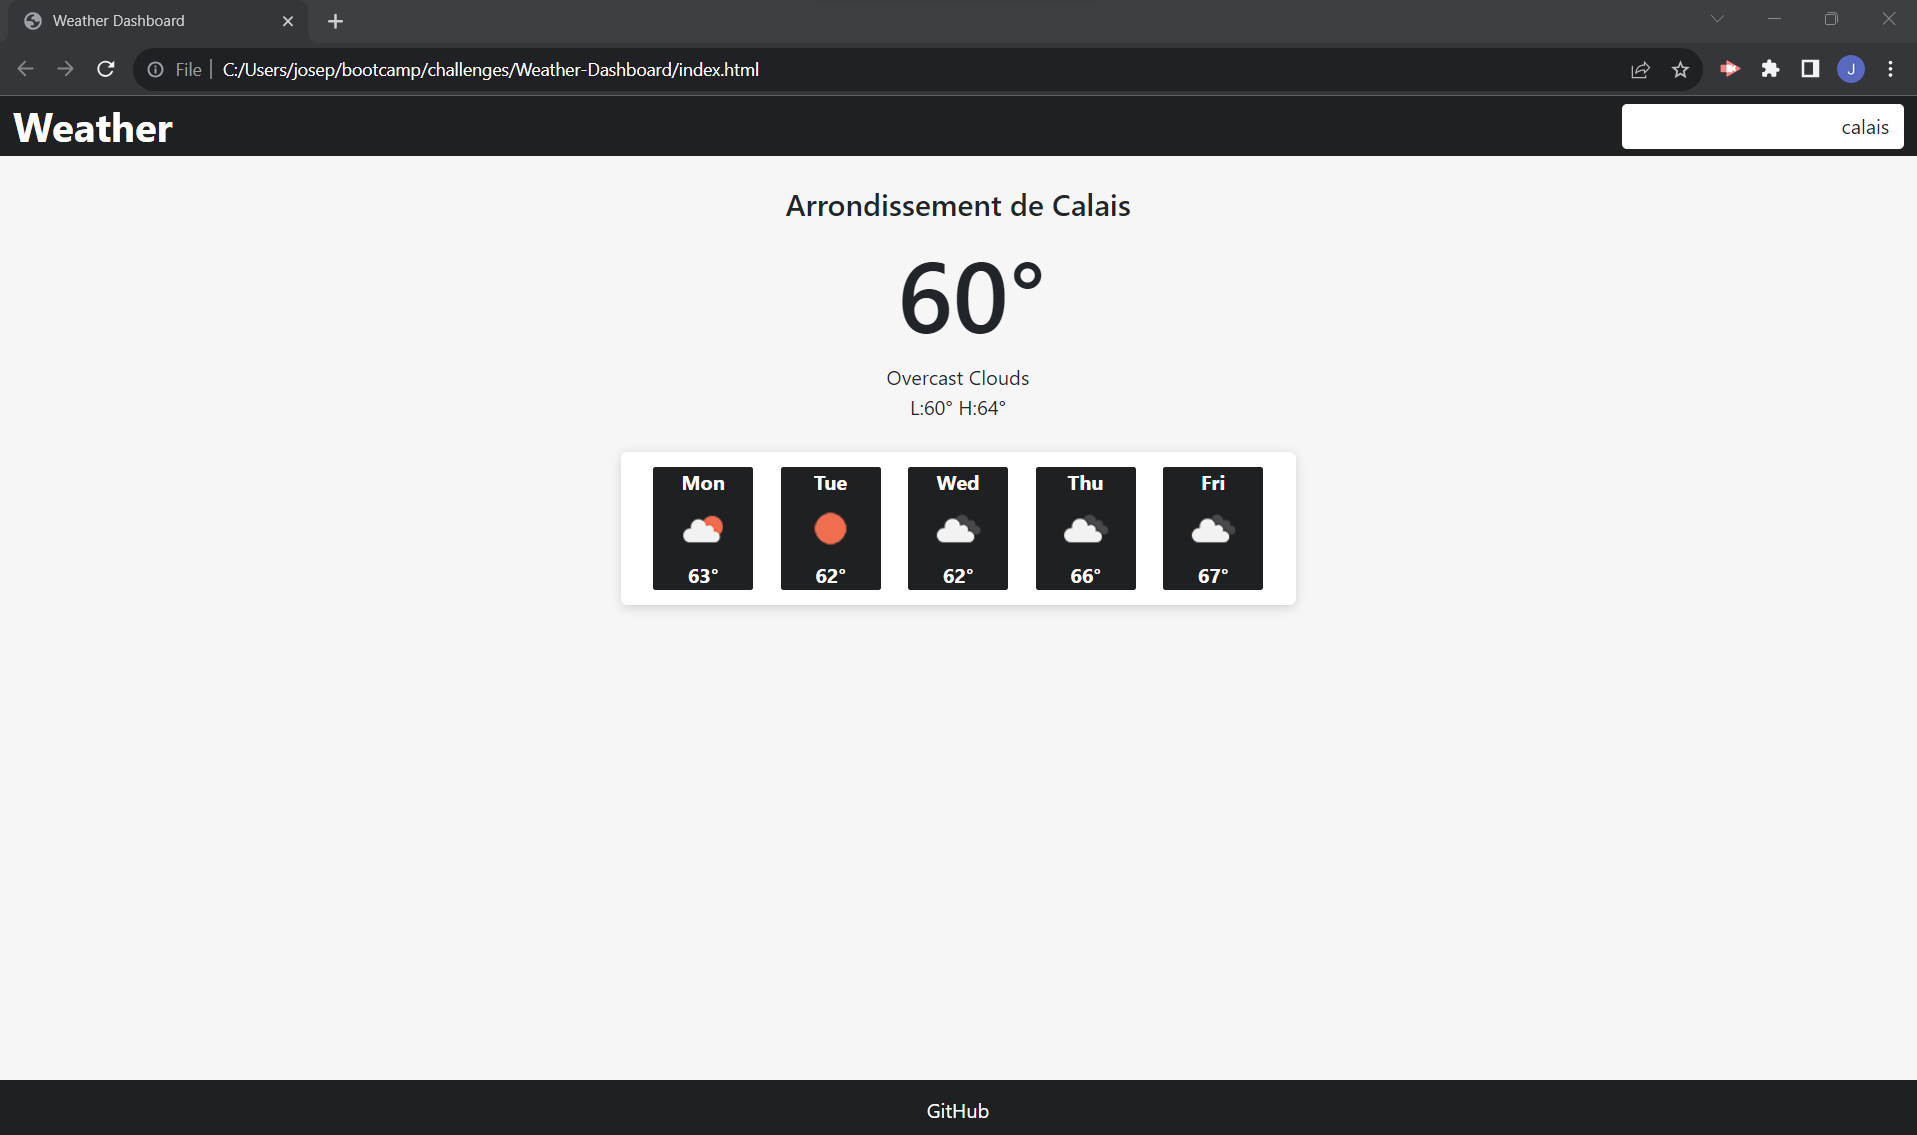 Weather Dashboard
File C:/Users/josep/bootcamp/challenges/Weather-Dashboard/index.html
J
Weather
calais
Arrondissement de Calais
60°
Overcast Clouds
L:60° H:64°
Mon Tue Wed Thu Fri
63° 62° 62° 66° 67°
GitHub